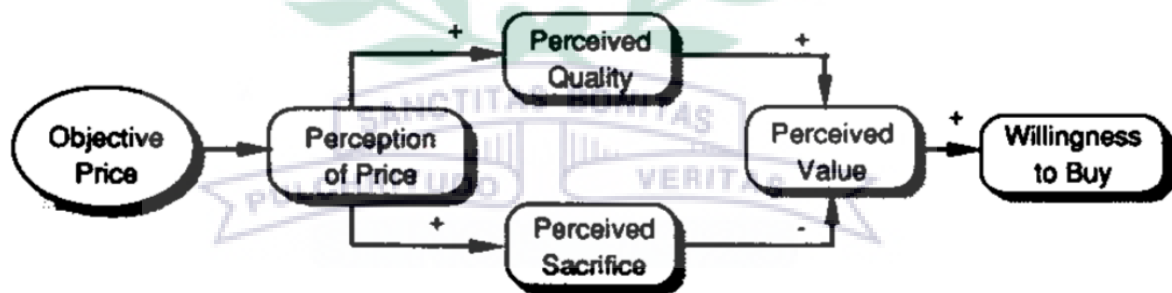 Objective
Price
Perception
of Price
+
Perceived
Quality
+
+
Perceived
Sacrifice
-
Perceived
Value
+
Willingness
to Buy
SANCTITAS BONITAS
VERITAS